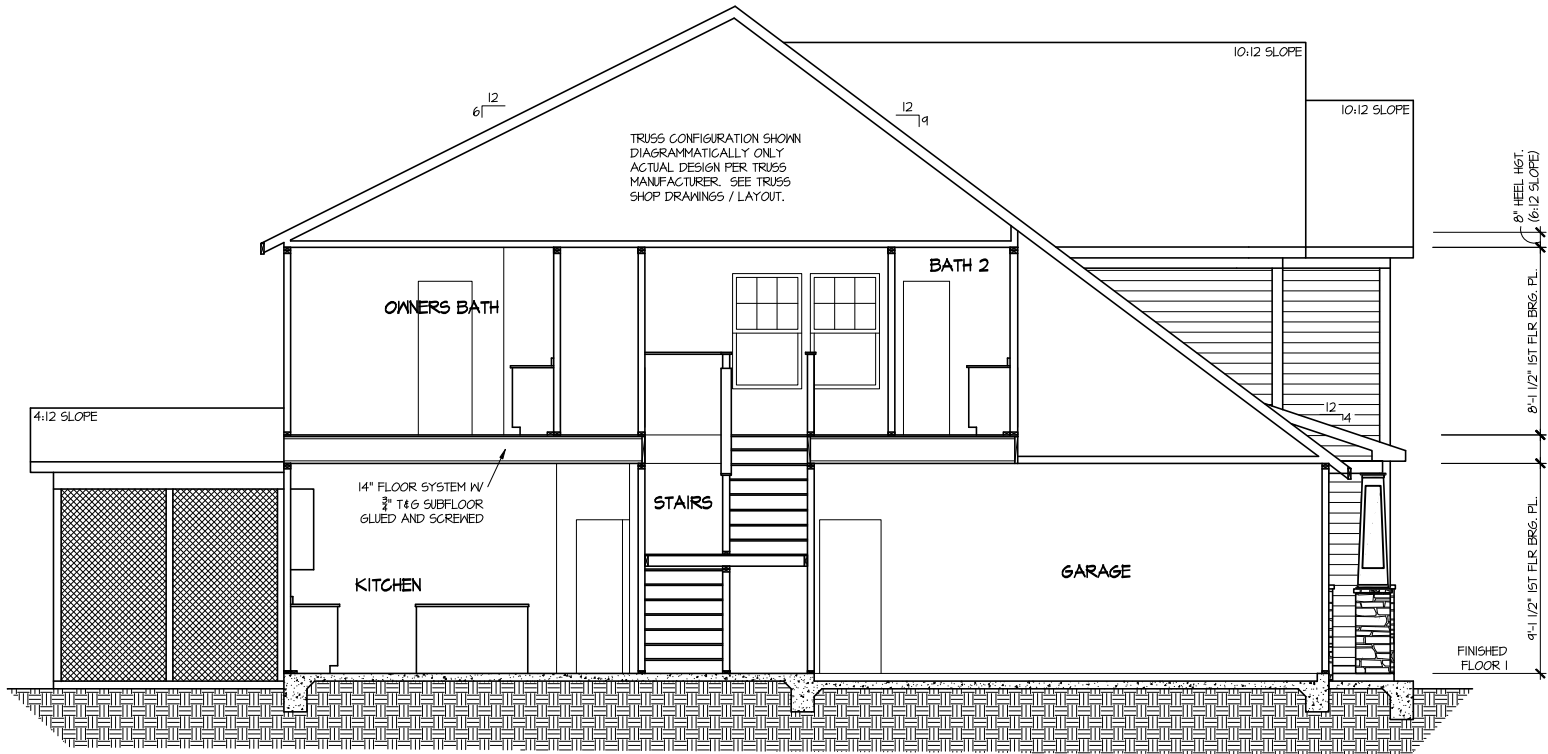 10:12 SLOPE
12
6
12
9
10:12 SLOPE
TRUSS CONFIGURATION SHOWN
DIAGRAMMATICALLY ONLY
ACTUAL DESIGN PER TRUSS
MANUFACTURER. SEE TRUSS
SHOP DRAWINGS / LAYOUT.
8" HEEL HGT.
(6:12 SLOPE)
BATH 2
OWNERS BATH
8'-1 1/2" 1ST FLR BRG. PL.
4:12 SLOPE
12
4
14" FLOOR SYSTEM W/
3/4" T&G SUBFLOOR
GLUED AND SCREWED
STAIRS
KITCHEN
GARAGE
9'-1 1/2" 1ST FLR BRG. PL.
FINISHED
FLOOR 1